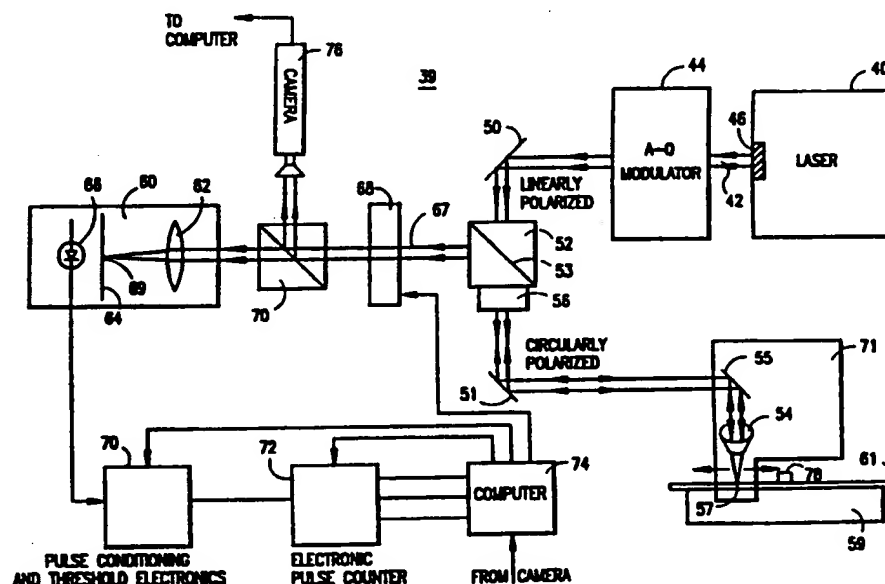 TO
COMPUTER
76
CAMERA
39
44
40
46
A-O
MODULATOR
LASER
42
50
LINEARLY
POLARIZED
68
67
52
53
56
66
60
62
69
64
70
CIRCULARLY
POLARIZED
51
55
71
54
78
61
57
59
70
72
74
COMPUTER
PULSE CONDITIONING
AND THRESHOLD ELECTRONICS
ELECTRONIC
PULSE COUNTER
FROM CAMERA